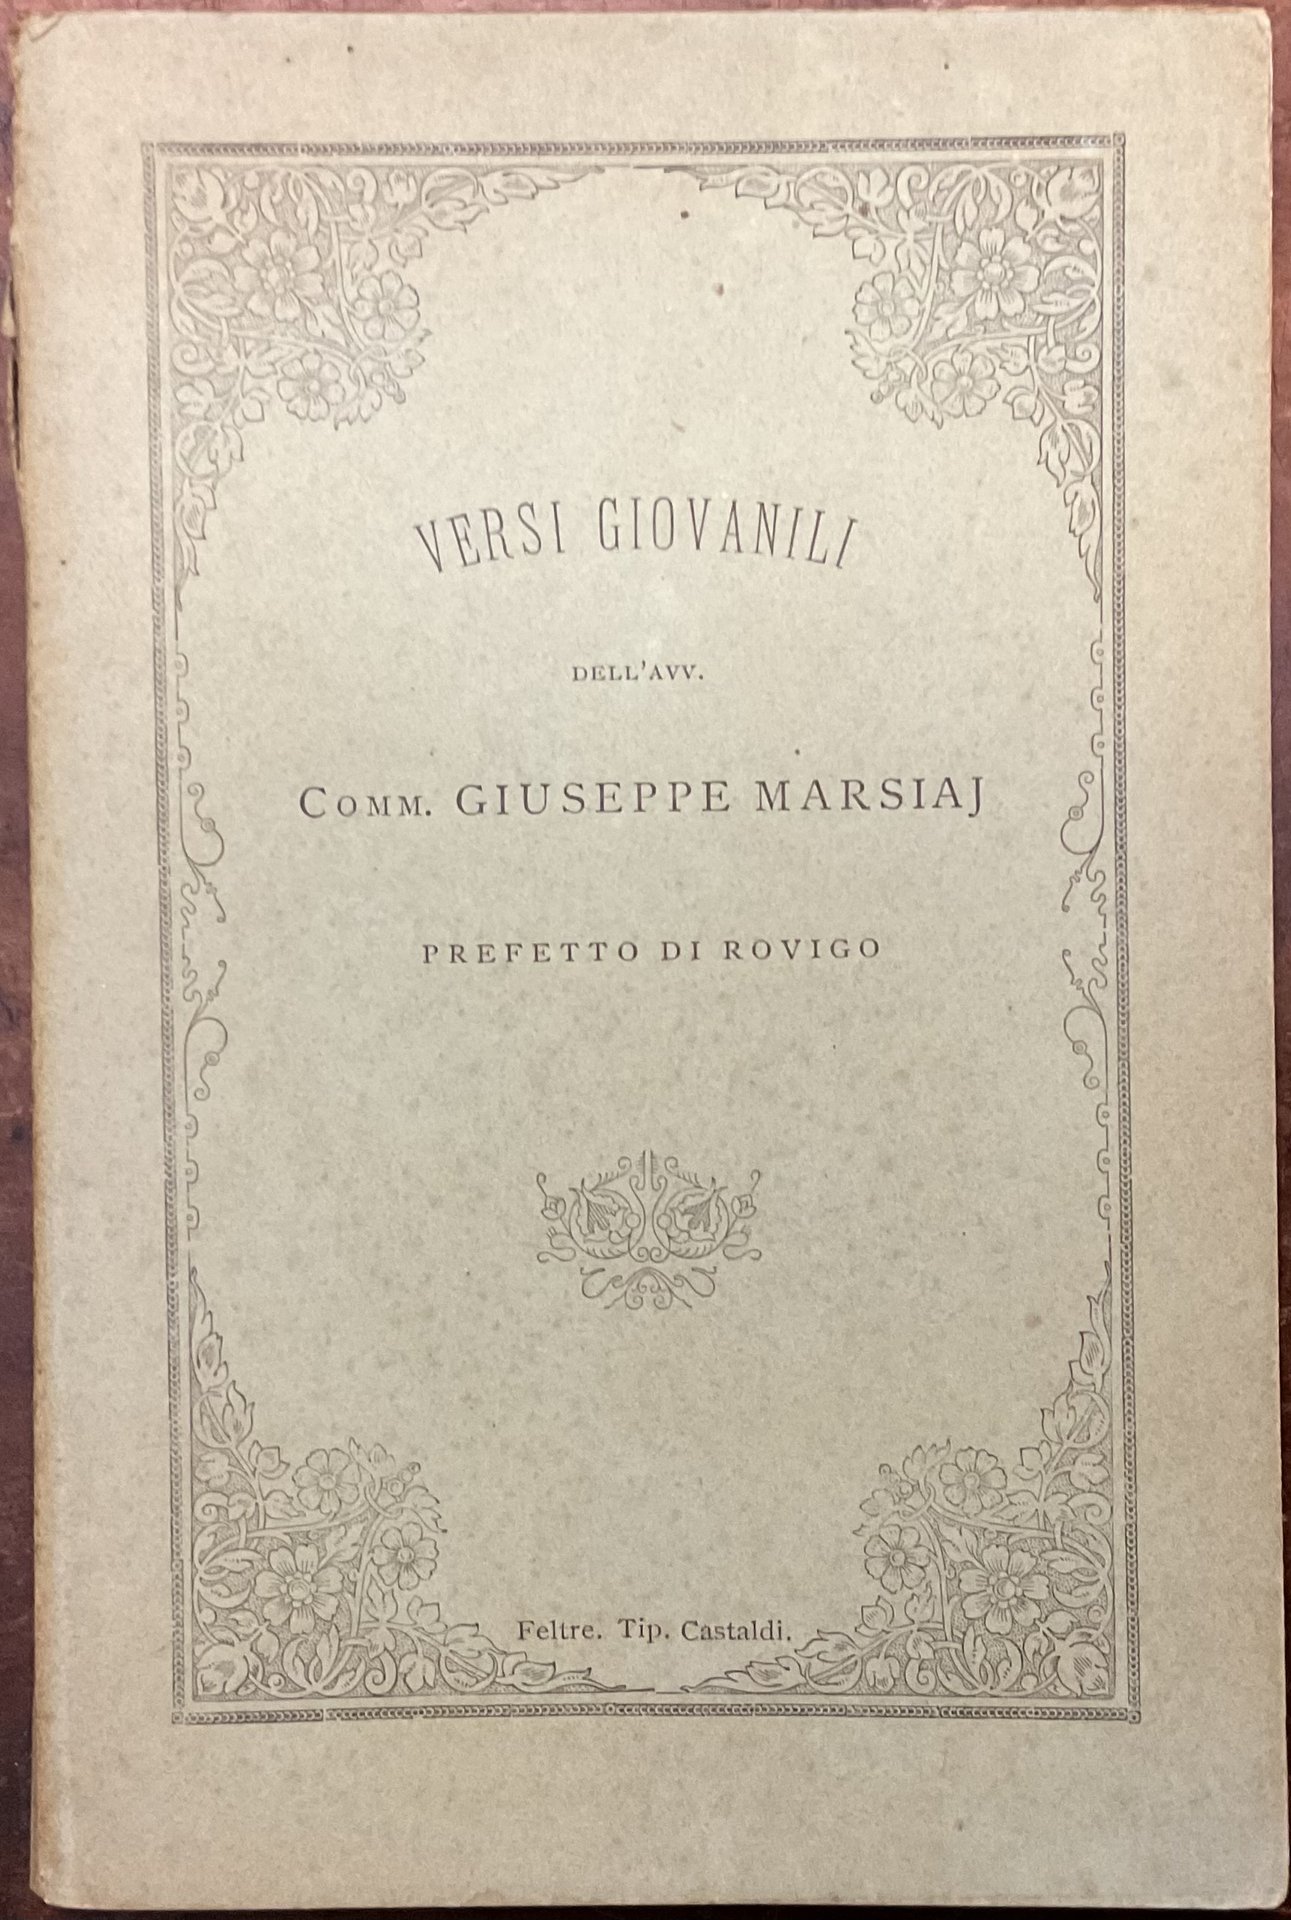 VERSI GIOVANILI
DELL'AVV.
COMM. GIUSEPPE MARSIAJ
PREFETTO DI ROVIGO
Feltre. Tip. Castaldi.